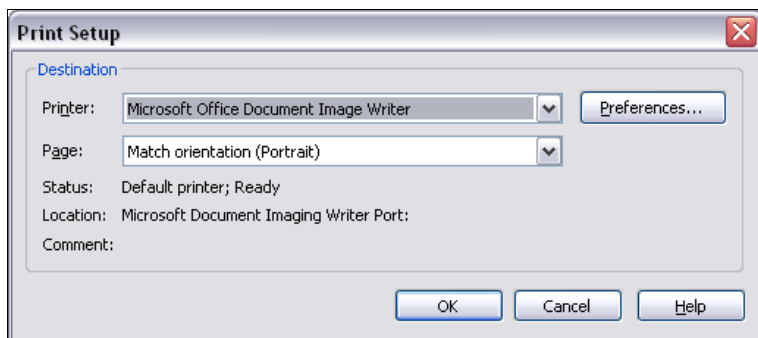 Print Setup
Destination
Printer: Microsoft Office Document Image Writer Preferences...
Page: Match orientation (Portrait)
Status: Default printer; Ready
Location: Microsoft Document Imaging Writer Port:
Comment:
OK Cancel Help